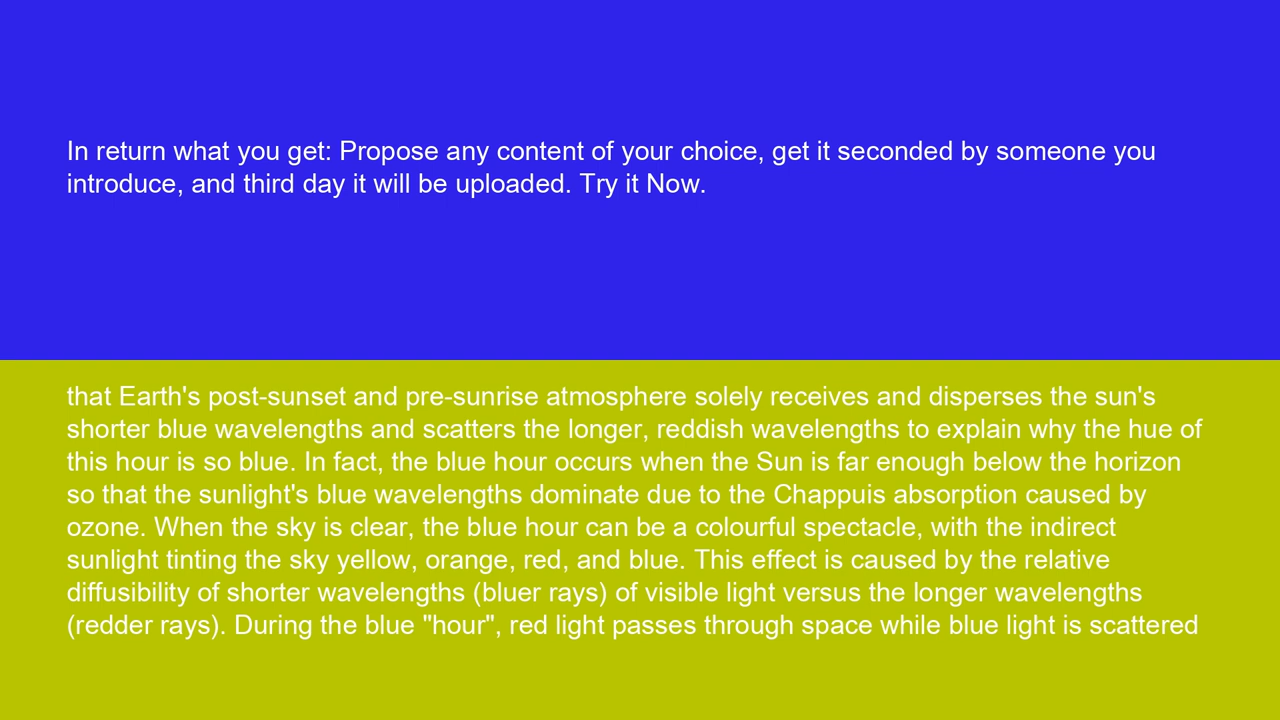 In return what you get: Propose any content of your choice, get it seconded by someone you
introduce, and third day it will be uploaded. Try it Now.
that Earth's post-sunset and pre-sunrise atmosphere solely receives and disperses the sun's
shorter blue wavelengths and scatters the longer, reddish wavelengths to explain why the hue of
this hour is so blue. In fact, the blue hour occurs when the Sun is far enough below the horizon
so that the sunlight's blue wavelengths dominate due to the Chappuis absorption caused by
ozone. When the sky is clear, the blue hour can be a colourful spectacle, with the indirect
sunlight tinting the sky yellow, orange, red, and blue. This effect is caused by the relative
diffusibility of shorter wavelengths (bluer rays) of visible light versus the longer wavelengths
(redder rays). During the blue "hour", red light passes through space while blue light is scattered